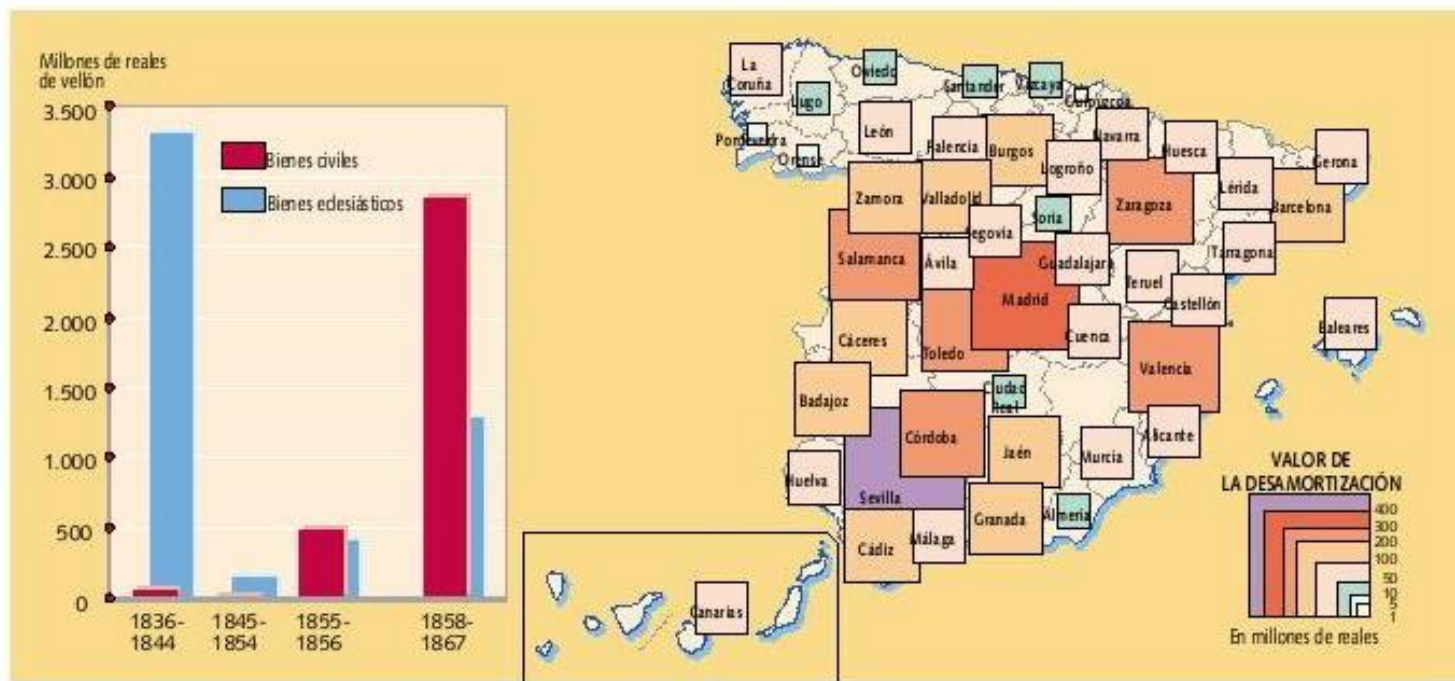 Millones de reales
de vellón
3.500
3.000
2.500
2.000
1.500
1.000
500
0
Bienes civiles
Bienes eclesiásticos
1836-
1844
1845-
1854
1855-
1856
1858-
1867
La
Coruña
Lugo
Oviedo
Santander
Vizcaya
Guipúzcoa
Pontevedra
Orense
León
Palencia
Burgos
Logroño
Navarra
Huesca
Lérida
Gerona
Barcelona
Tarragona
Zamora
Valladolid
Soria
Zaragoza
Segovia
Salamanca
Ávila
Madrid
Guadalajara
Teruel
Castellón
Cuenca
Cáceres
Toledo
Valencia
Baleares
Badajoz
Ciudad
Real
Córdoba
Jaén
Murcia
Alicante
Huelva
Sevilla
Granada
Almería
Cádiz
Málaga
Canarias
VALOR DE
LA DESAMORTIZACIÓN
400
300
200
100
50
10
5
1
En millones de reales